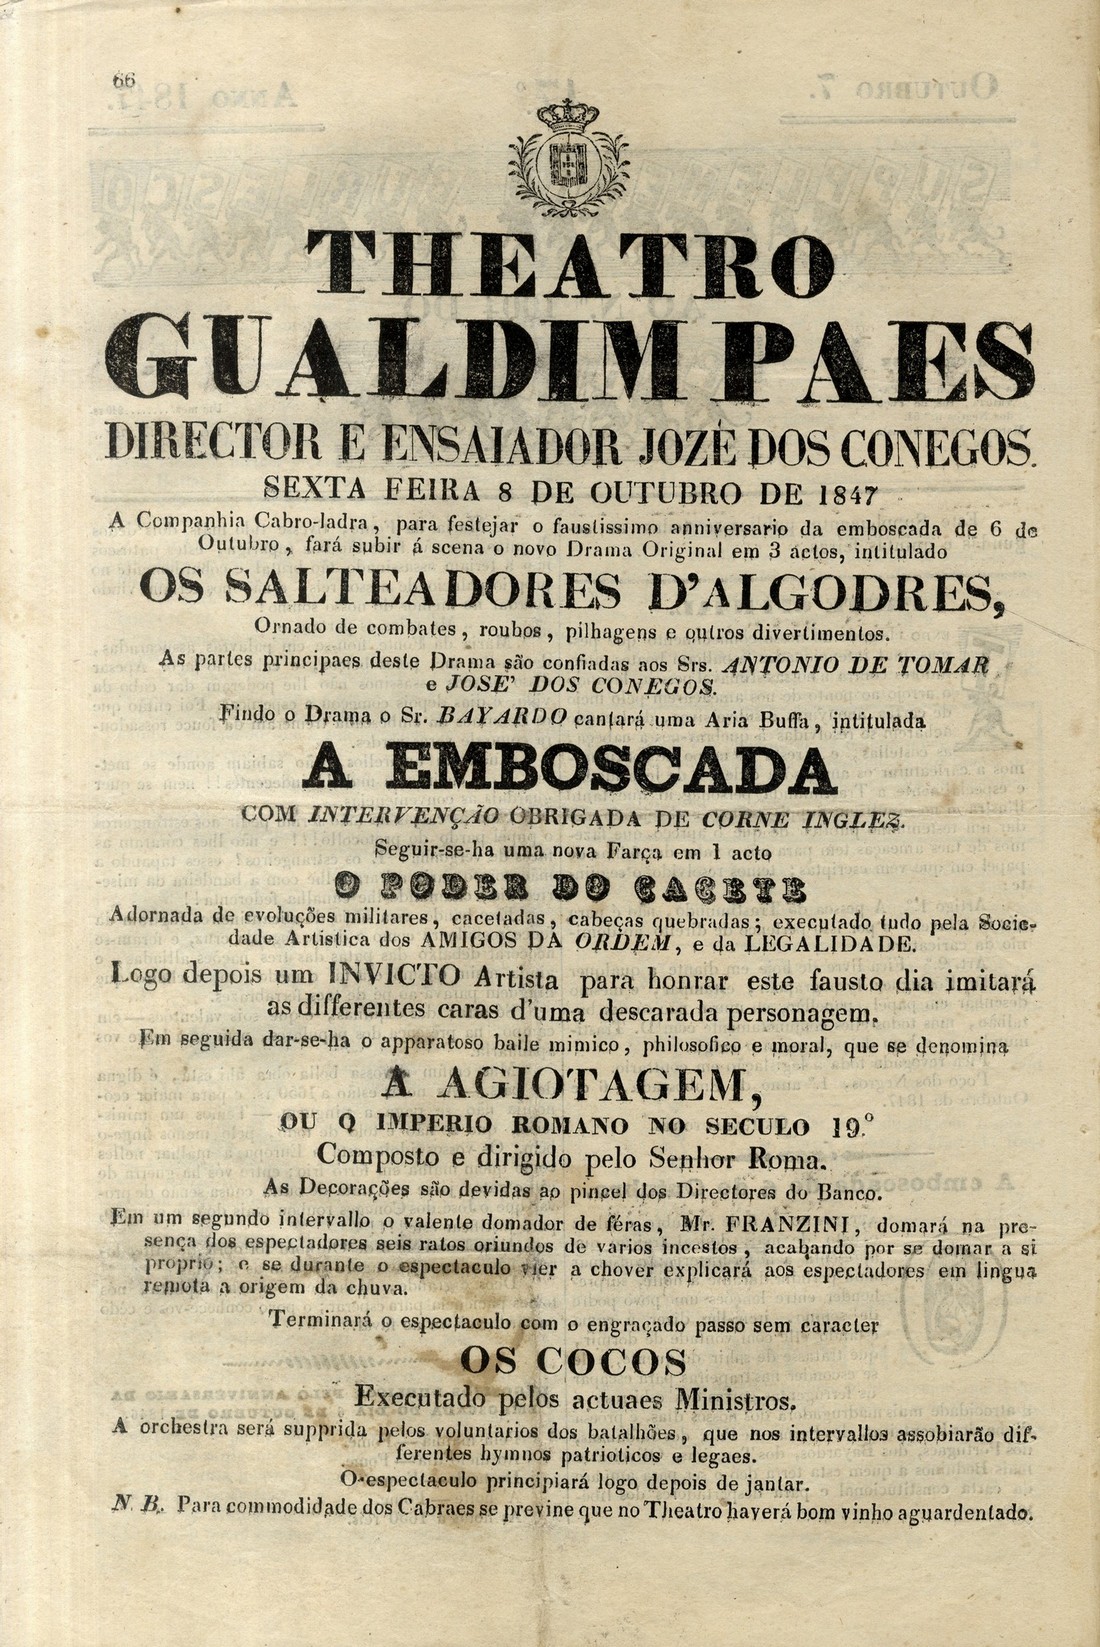 66
THEATRO
GUALDIM PAES
DIRECTOR E ENSAIADOR JOZÉ DOS CONEGOS.
SEXTA FEIRA 8 DE OUTUBRO DE 1847
A Companhia Cabro-ladra, para festejar o faustissimo anniversario da emboscada de 6 de
Outubro, fará subir á scena o novo Drama Original em 3 actos, intitulado
OS SALTEADORES D'ALGODRES,
Ornado de combates, roubos, pilhagens e outros divertimentos.
As partes principaes deste Drama são confiadas aos Srs. ANTONIO DE TOMAR
e JOSE' DOS CONEGOS.
Findo o Drama o Sr. BAYARDO cantará uma Aria Buffa, intitulada
A EMBOSCADA
COM INTERVENÇÃO OBRIGADA DE CORNE INGLEZ.
Seguir-se-ha uma nova Farça em 1 acto
O PODER DO CACETE
Adornada de evoluções militares, cacetadas, cabeças quebradas; executado tudo pela Socie-
dade Artistica dos AMIGOS DA ORDEM, e da LEGALIDADE.
Logo depois um INVICTO Artista para honrar este fausto dia imitará
as differentes caras d'uma descarada personagem.
Em seguida dar-se-ha o apparatoso baile mimico, philosofico e moral, que se denomina
A AGIOTAGEM,
OU O IMPERIO ROMANO NO SECULO 19.º
Composto e dirigido pelo Senhor Roma.
As Decorações são devidas ao pincel dos Directores do Banco.
Em um segundo intervallo o valente domador de féras, Mr. FRANZINI, domará na pre-
sença dos espectadores seis ratos oriundos de varios incestos, acabando por se domar a si
proprio; e se durante o espectaculo vier a chover explicará aos espectadores em lingua
remota a origem da chuva.
Terminará o espectaculo com o engraçado passo sem caracter
OS COCOS
Executado pelos actuaes Ministros.
A orchestra será supprida pelos voluntarios dos batalhões, que nos intervallos assobiarão dif-
ferentes hymnos patrioticos e legaes.
O espectaculo principiará logo depois de jantar.
N B. Para commodidade dos Cabraes se previne que no Theatro haverá bom vinho aguardentado.